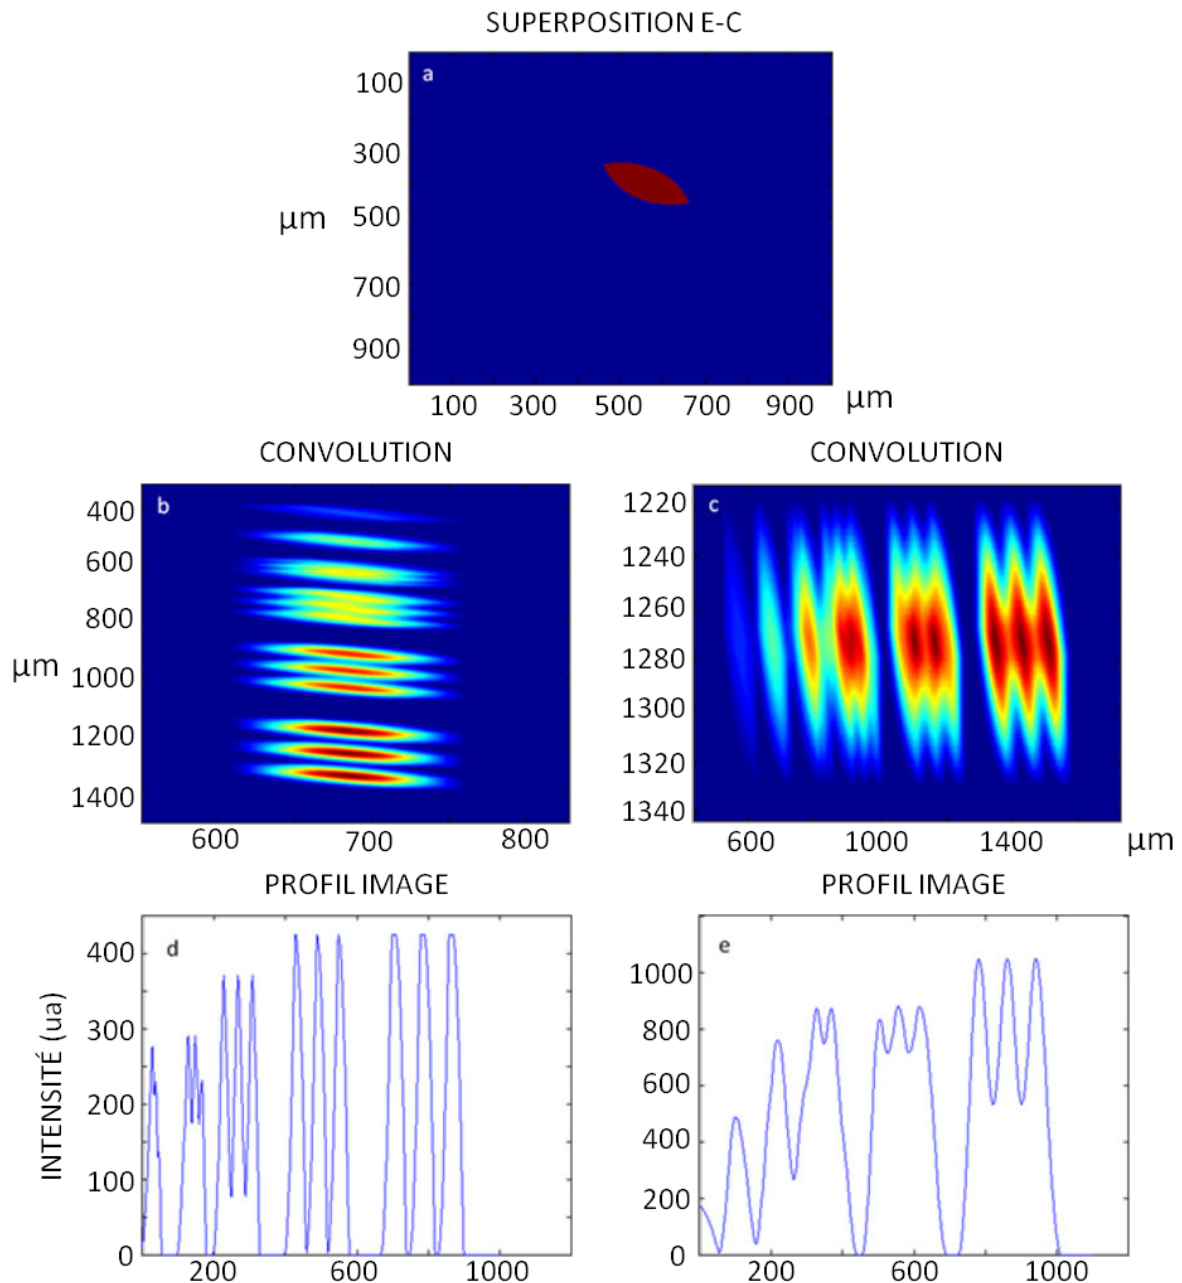 SUPERPOSITION E-C
a
100
300
500
700
900
µm
100 300 500 700 900 µm
CONVOLUTION
b
400
600
800
1000
1200
1400
µm
600 700 800
CONVOLUTION
c
1220
1240
1260
1280
1300
1320
1340
600 1000 1400 µm
PROFIL IMAGE
d
400
300
200
100
0
INTENSITÉ (ua)
200 600 1000
PROFIL IMAGE
e
1000
800
600
400
200
0
200 600 1000